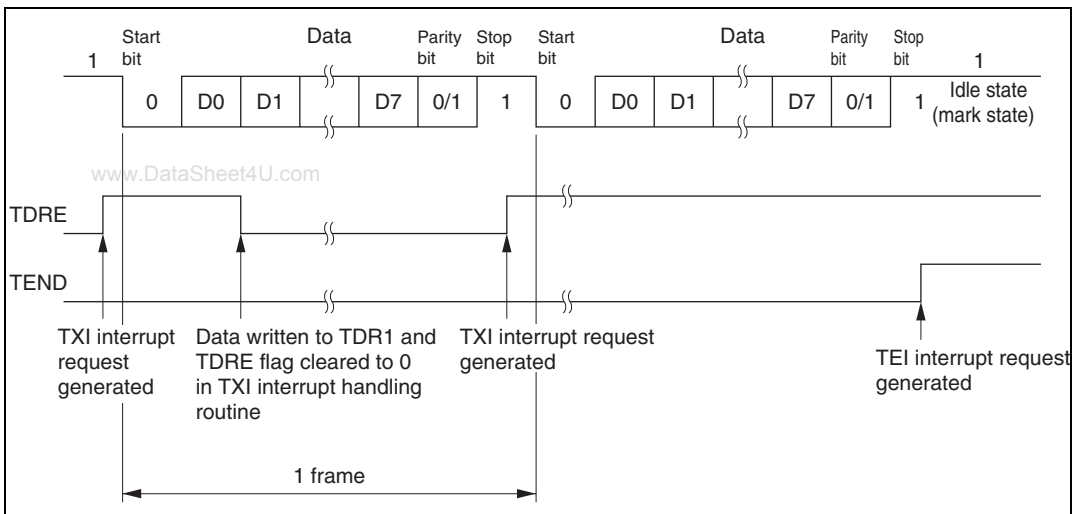 Start bit Data Parity bit Stop bit Start bit Data Parity bit Stop bit
1 1
0 D0 D1 D7 0/1 1 0 D0 D1 D7 0/1 1 Idle state (mark state)
www.DataSheet4U.com
TDRE
TEND
TXI interrupt
request
generated
Data written to TDR1 and
TDRE flag cleared to 0
in TXI interrupt handling
routine
TXI interrupt request
generated
TEI interrupt request
generated
1 frame